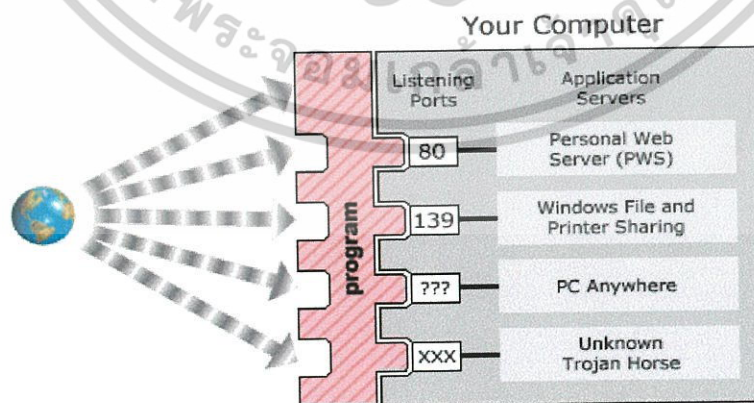 Your Computer
Listening
Ports
Application
Servers
program
80
Personal Web
Server (PWS)
139
Windows File and
Printer Sharing
???
PC Anywhere
XXX
Unknown
Trojan Horse